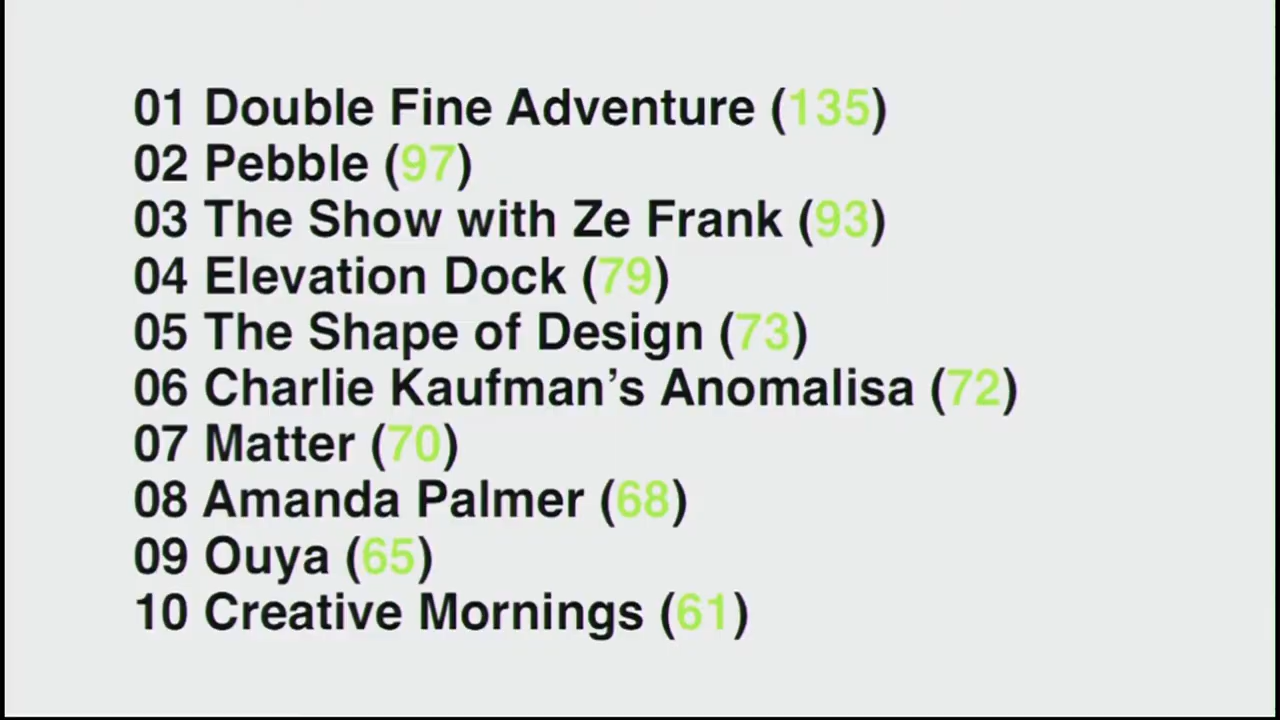 01 Double Fine Adventure (135)
02 Pebble (97)
03 The Show with Ze Frank (93)
04 Elevation Dock (79)
05 The Shape of Design (73)
06 Charlie Kaufman’s Anomalisa (72)
07 Matter (70)
08 Amanda Palmer (68)
09 Ouya (65)
10 Creative Mornings (61)